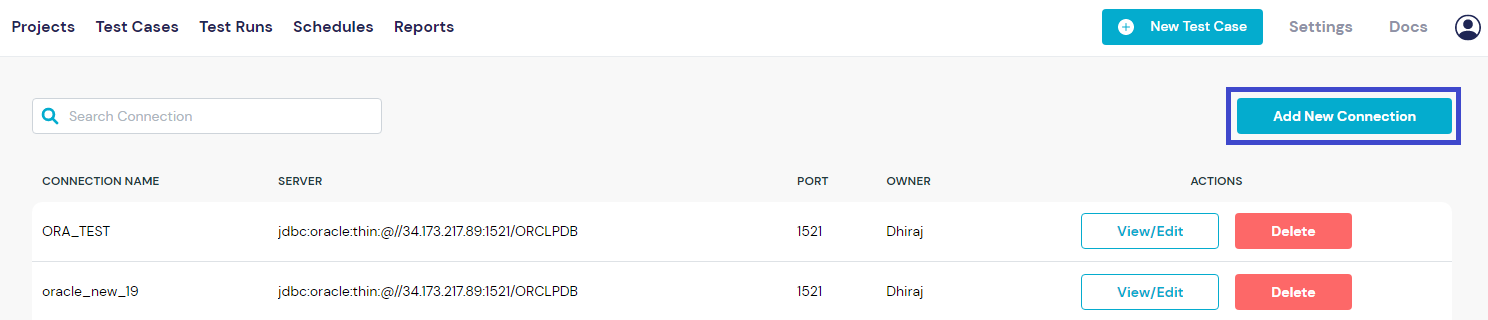 Projects Test Cases Test Runs Schedules Reports New Test Case Settings Docs
Search Connection Add New Connection
CONNECTION NAME SERVER PORT OWNER ACTIONS
ORA_TEST jdbc:oracle:thin:@//34.173.217.89:1521/ORCLPDB 1521 Dhiraj View/Edit Delete
oracle_new_19 jdbc:oracle:thin:@//34.173.217.89:1521/ORCLPDB 1521 Dhiraj View/Edit Delete